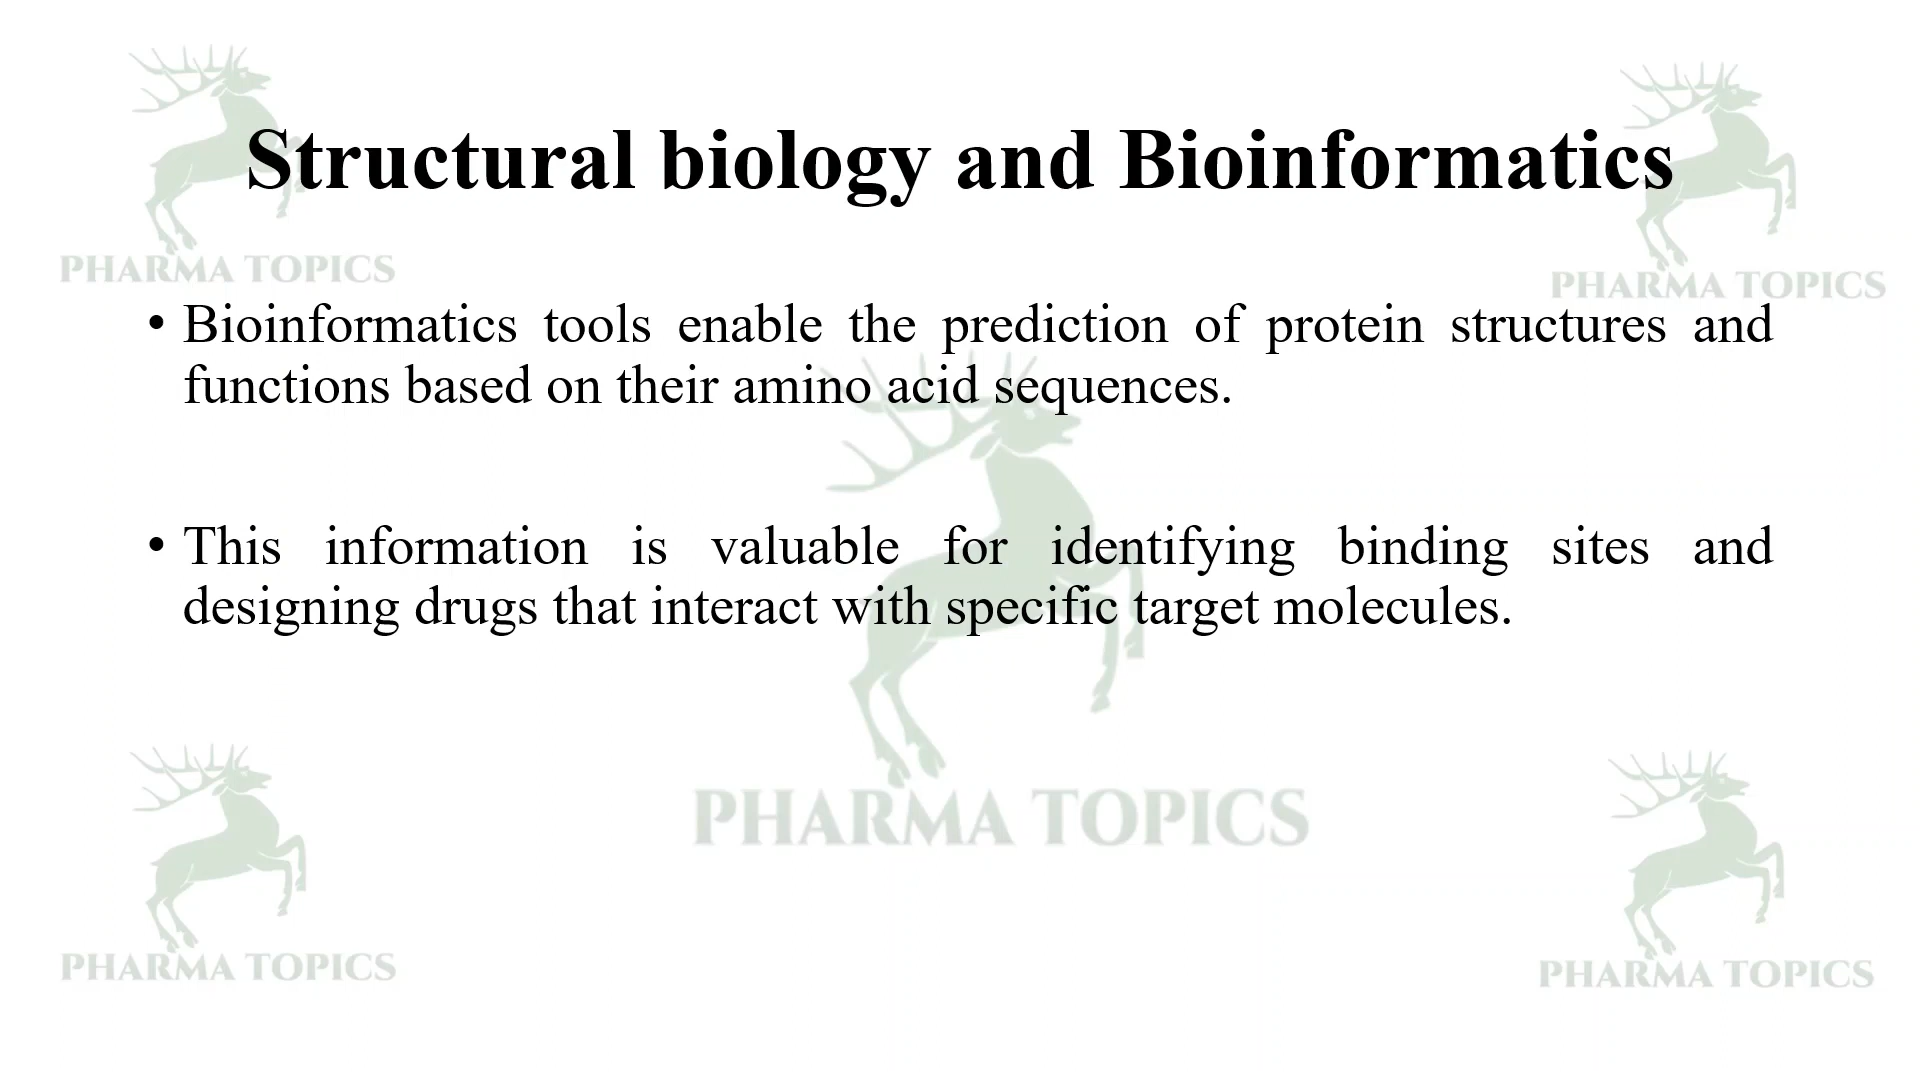 Structural biology and Bioinformatics
PHARMA TOPICS
PHARMA TOPICS
• Bioinformatics tools enable the prediction of protein structures and
functions based on their amino acid sequences.
• This information is valuable for identifying binding sites and
designing drugs that interact with specific target molecules.
PHARMA TOPICS
PHARMA TOPICS
PHARMA TOPICS